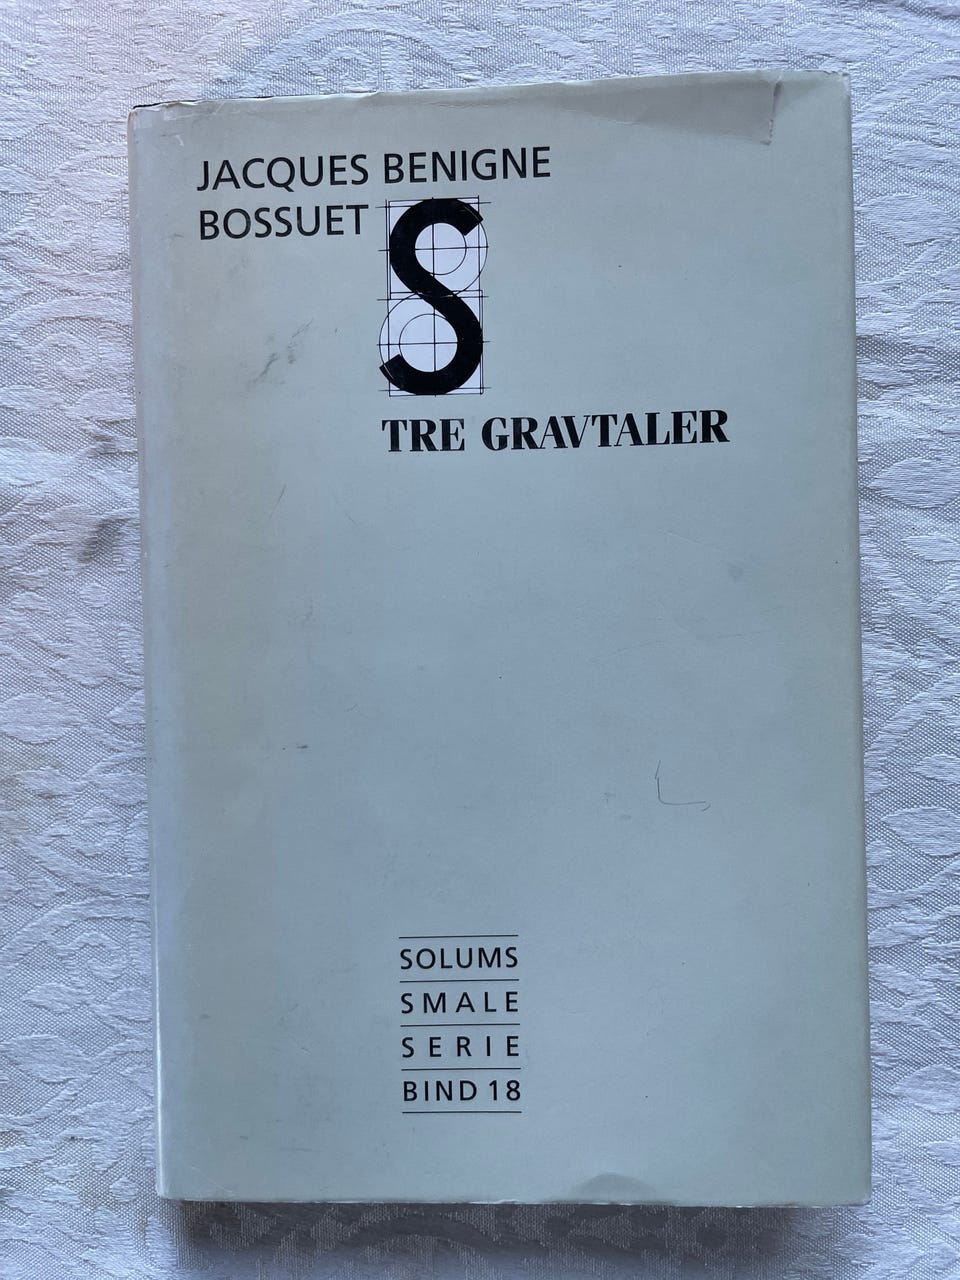 JACQUES BENIGNE
BOSSUET
S
TRE GRAVTALER
SOLUMS
SMALE
SERIE
BIND 18